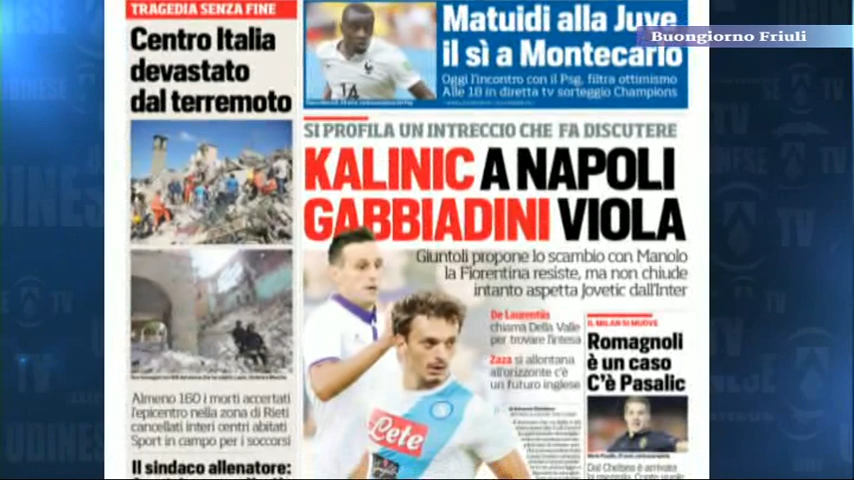 Buongiorno Friuli
TRAGEDIA SENZA FINE
Centro Italia
devastato
dal terremoto
Almeno 160 i morti accertati
l'epicentro nella zona di Rieti
cancellati interi centri abitati
Sport in campo per i soccorsi
Il sindaco allenatore:
Matuidi alla Juve
il sì a Montecarlo
Oggi l'incontro con il Psg, filtra ottimismo
Alle 18 in diretta tv sorteggio Champions
14
SI PROFILA UN INTRECCIO CHE FA DISCUTERE
KALINIC A NAPOLI
GABBIADINI VIOLA
Giuntoli propone lo scambio con Manolo
la Fiorentina resiste, ma non chiude
intanto aspetta Jovetic dall'Inter
De Laurentiis
chiama Della Valle
per trovare l'intesa
Zaza si allontana
all'orizzonte c'è
un futuro inglese
Lete
IL MILAN SI MUOVE
Romagnoli
è un caso
C'è Pasalic
Dal Chelsea è arrivata
UDINESE
TV